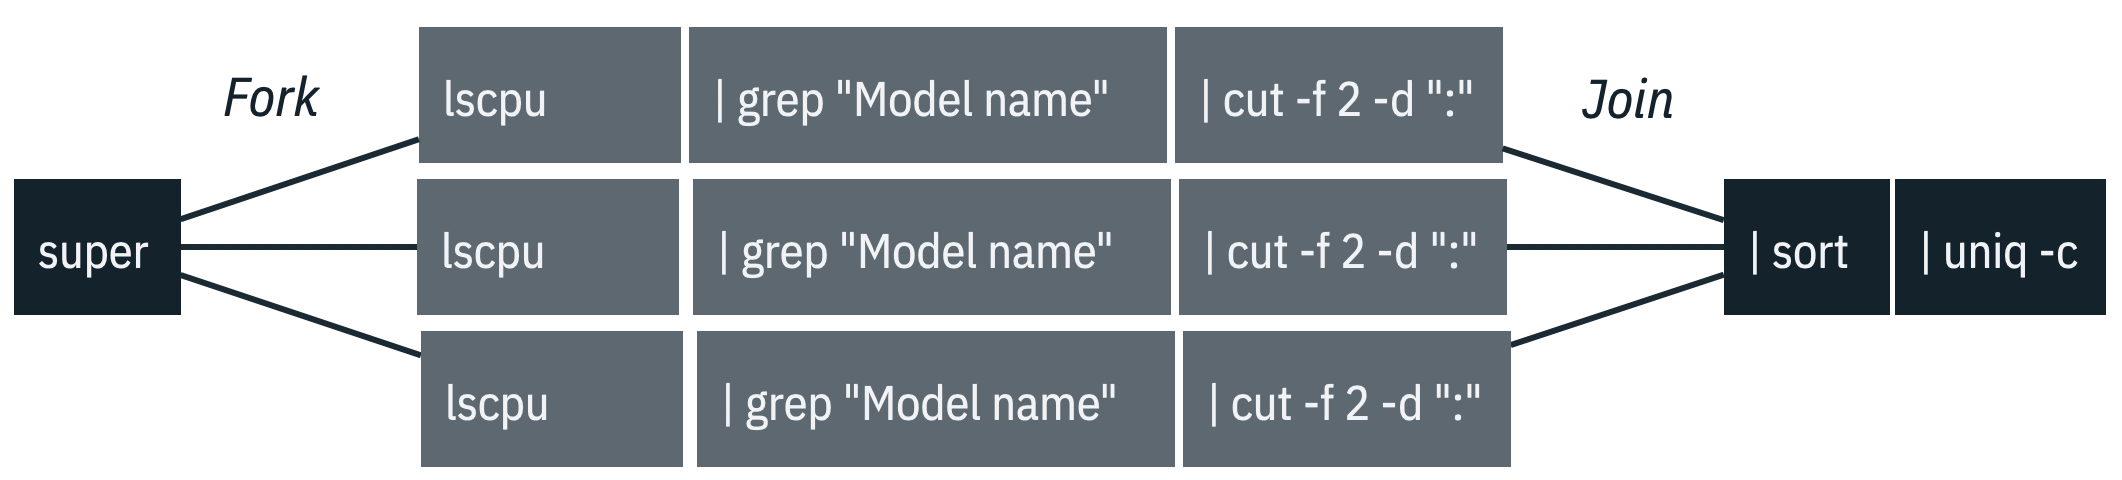 Fork
Join
lscpu | grep "Model name" | cut -f 2 -d ":"
super lscpu | grep "Model name" | cut -f 2 -d ":" | sort | uniq -c
lscpu | grep "Model name" | cut -f 2 -d ":"